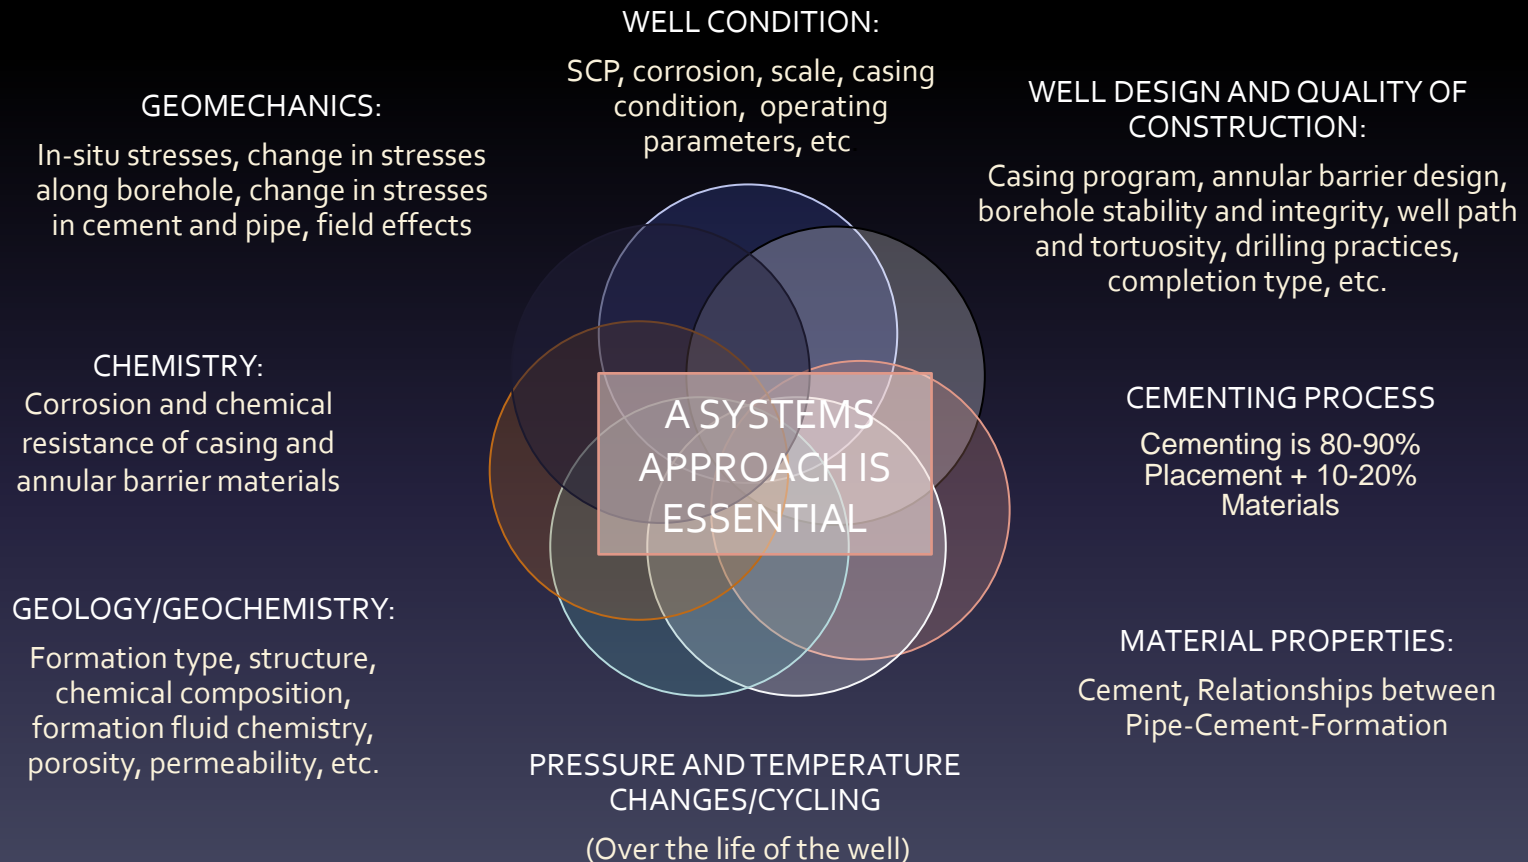 WELL CONDITION:
SCP, corrosion, scale, casing
condition, operating
parameters, etc
GEOMECHANICS:
In-situ stresses, change in stresses
along borehole, change in stresses
in cement and pipe, field effects
WELL DESIGN AND QUALITY OF
CONSTRUCTION:
Casing program, annular barrier design,
borehole stability and integrity, well path
and tortuosity, drilling practices,
completion type, etc.
CHEMISTRY:
Corrosion and chemical
resistance of casing and
annular barrier materials
A SYSTEMS
APPROACH IS
ESSENTIAL
CEMENTING PROCESS
Cementing is 80-90%
Placement + 10-20%
Materials
GEOLOGY/GEOCHEMISTRY:
Formation type, structure,
chemical composition,
formation fluid chemistry,
porosity, permeability, etc.
MATERIAL PROPERTIES:
Cement, Relationships between
Pipe-Cement-Formation
PRESSURE AND TEMPERATURE
CHANGES/CYCLING
(Over the life of the well)